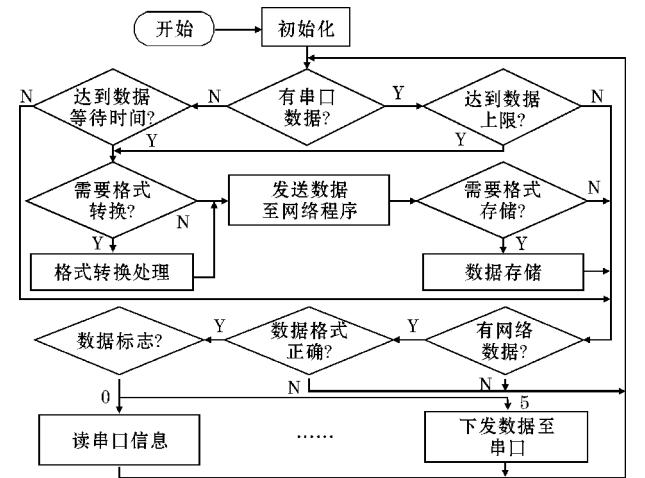 开始
初始化
N
达到数据
等待时间?
N
有串口
数据?
Y
达到数据
上限?
N
Y
Y
需要格式
转换?
N
发送数据
至网络程序
需要格式
存储?
N
Y
Y
格式转换处理
数据存储
数据标志?
Y
数据格式
正确?
Y
有网络
数据?
N
N
0
5
读串口信息
……
下发数据至
串口